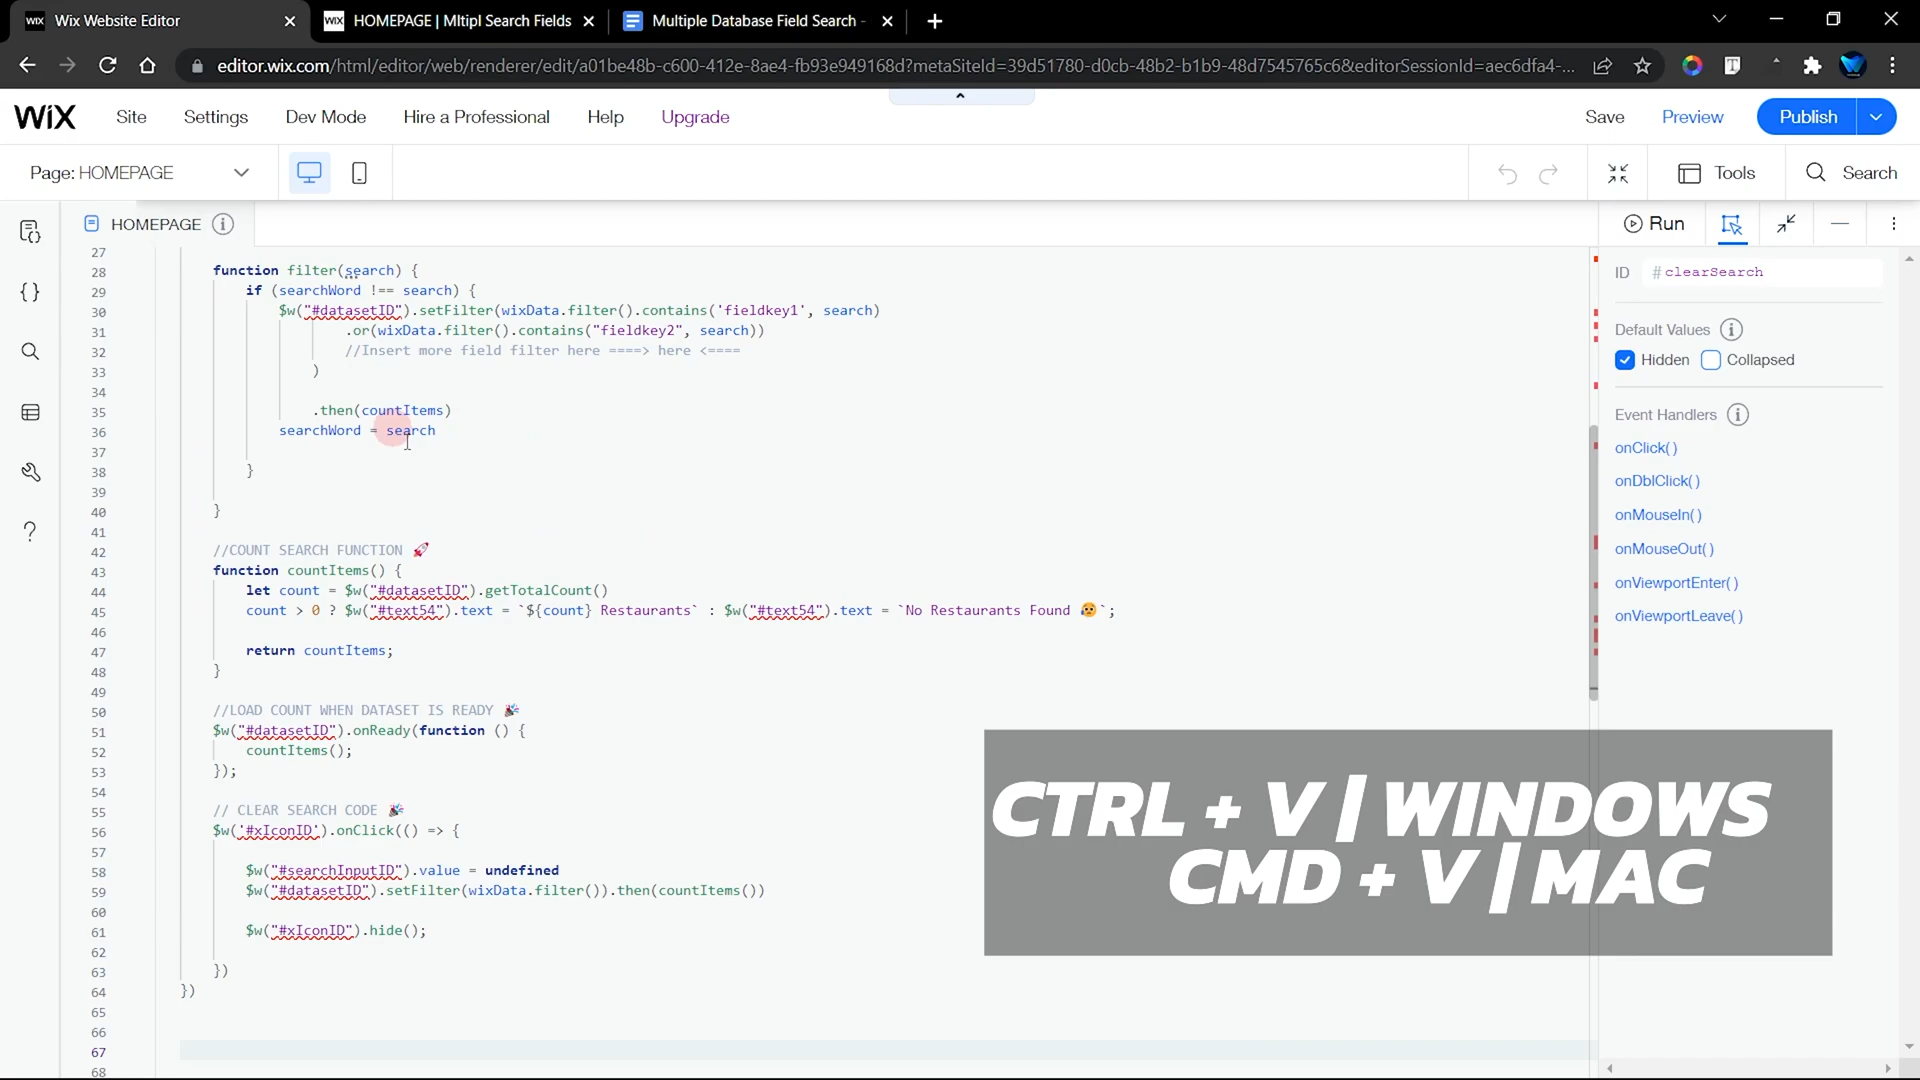 Wix Website Editor
HOMEPAGE | Mltipl Search Fields
Multiple Database Field Search -
editor.wix.com/html/editor/web/renderer/edit/a01be48b-c600-412e-8ae4-fb93e949168d?metaSiteId=39d51780-d0cb-48b2-b1b9-48d7545765c6&editorSessionId=aec6dfa4-...
WiX Site Settings Dev Mode Hire a Professional Help Upgrade Save Preview Publish
Page: HOMEPAGE Tools Search
HOMEPAGE Run
27
28 function filter(search) {
29 if (searchWord !== search) {
30 $w("#datasetID").setFilter(wixData.filter().contains('fieldkey1', search)
31 .or(wixData.filter().contains("fieldkey2", search))
32 //Insert more field filter here ====> here <====
33 )
34
35 .then(countItems)
36 searchWord = search
37
38 }
39
40 }
41
42 //COUNT SEARCH FUNCTION 🚀
43 function countItems() {
44 let count = $w("#datasetID").getTotalCount()
45 count > 0 ? $w("#text54").text = `${count} Restaurants` : $w("#text54").text = `No Restaurants Found 😥`;
46
47 return countItems;
48 }
49
50 //LOAD COUNT WHEN DATASET IS READY 🎉
51 $w("#datasetID").onReady(function () {
52 countItems();
53 });
54
55 // CLEAR SEARCH CODE 🎉
56 $w('#xIconID').onClick(() => {
57
58 $w("#searchInputID").value = undefined
59 $w("#datasetID").setFilter(wixData.filter()).then(countItems())
60
61 $w("#xIconID").hide();
62
63 })
64 })
65
66
67
68
ID #clearSearch
Default Values
Hidden Collapsed
Event Handlers
onClick()
onDblClick()
onMouseIn()
onMouseOut()
onViewportEnter()
onViewportLeave()
CTRL + V | WINDOWS
CMD + V | MAC